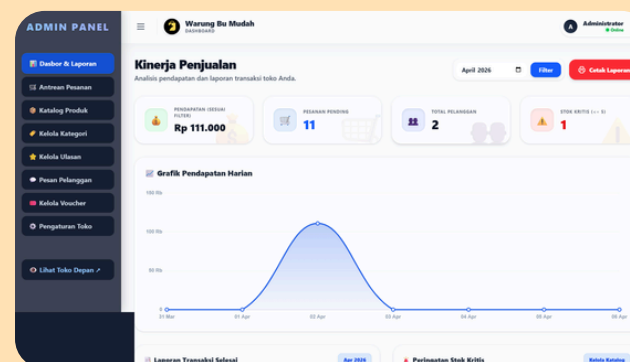 ADMIN PANEL
Warung Bu Mudah
DASHBOARD
A
Administrator
Online
Dasbor & Laporan
Antrean Pesanan
Katalog Produk
Kelola Kategori
Kelola Ulasan
Pesan Pelanggan
Kelola Voucher
Pengaturan Toko
Lihat Toko Depan ↗
Kinerja Penjualan
Analisis pendapatan dan laporan transaksi toko Anda.
April 2026
Filter
Cetak Laporan
PENDAPATAN (SESUAI
FILTER)
Rp 111.000
PESANAN PENDING
11
TOTAL PELANGGAN
2
STOK KRITIS (<= 5)
1
Grafik Pendapatan Harian
150 Rb
100 Rb
50 Rb
0
31 Mar
01 Apr
02 Apr
03 Apr
04 Apr
05 Apr
06 Apr
Laporan Transaksi Selesai
Apr 2026
Peringatan Stok Kritis
Kelola Katalog